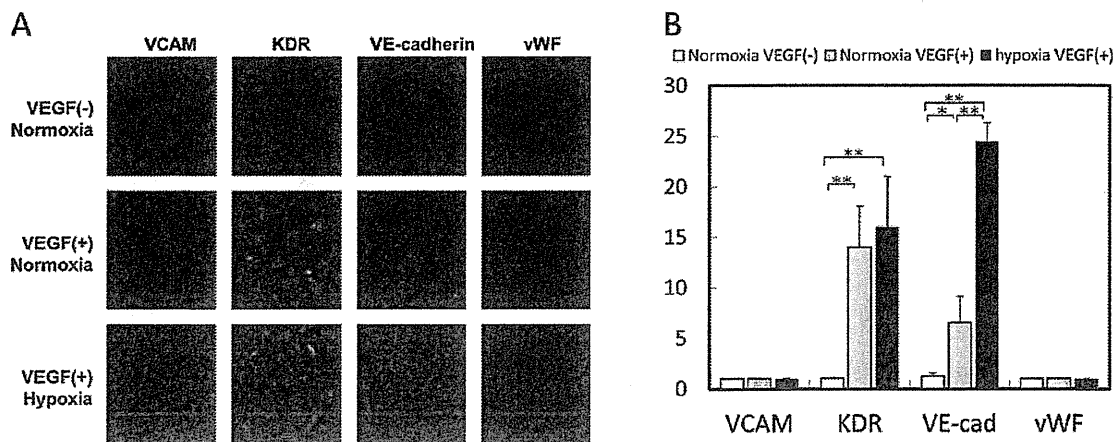 A
VCAM KDR VE-cadherin vWF
VEGF(-)
Normoxia
VEGF(+)
Normoxia
VEGF(+)
Hypoxia
B
Normoxia VEGF(-) Normoxia VEGF(+) hypoxia VEGF(+)
30
25
20
15
10
5
0
** **
** * **
VCAM KDR VE-cad vWF